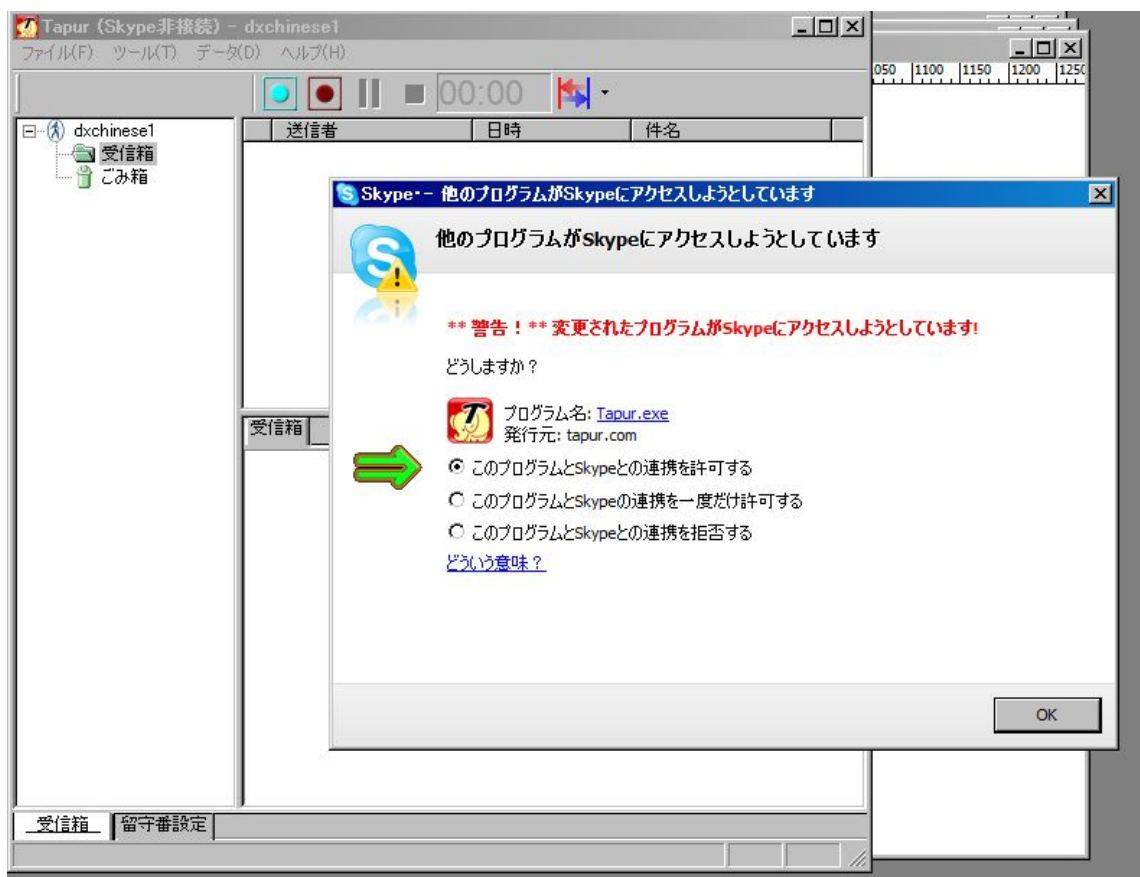 Tapur (Skype非接続) - dxchinese1
ファイル(F) ツール(T) データ(D) ヘルプ(H)
00:00
050 1100 1150 1200 1250
dxchinese1
受信箱
ごみ箱
送信者 日時 件名
Skype･- 他のプログラムがSkypeにアクセスしようとしています
他のプログラムがSkypeにアクセスしようとしています
** 警告！** 変更されたプログラムがSkypeにアクセスしようとしています!
どうしますか？
プログラム名: Tapur.exe
発行元: tapur.com
このプログラムとSkypeとの連携を許可する
このプログラムとSkypeの連携を一度だけ許可する
このプログラムとSkypeとの連携を拒否する
どういう意味？
OK
受信箱
受信箱 留守番設定